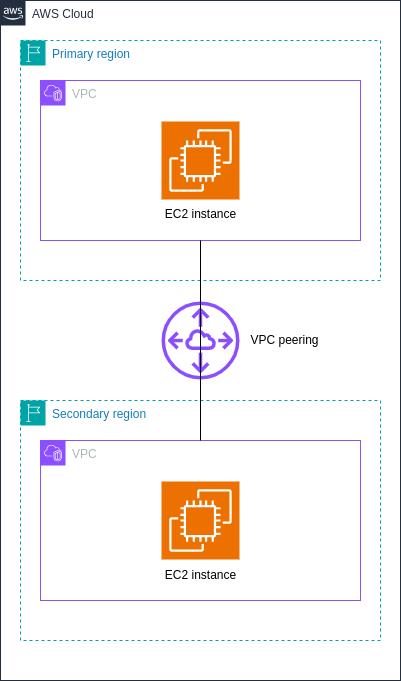 aws
AWS Cloud
Primary region
VPC
EC2 instance
VPC peering
Secondary region
VPC
EC2 instance